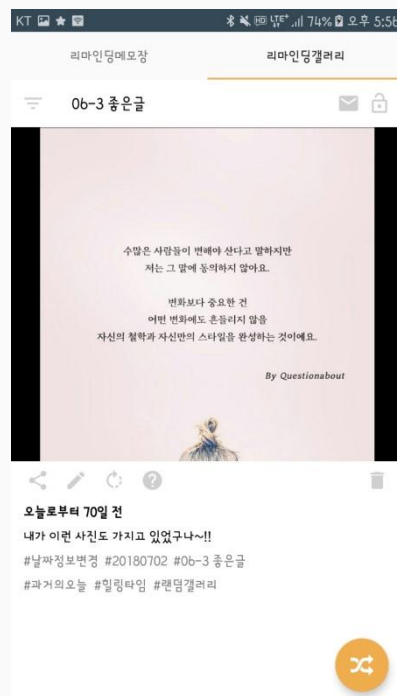 KT HD LTE+ 74% 오후 5:56
리마인딩메모장 리마인딩갤러리
06-3 좋은글
수많은 사람들이 변해야 산다고 말하지만
저는 그 말에 동의하지 않아요.
변화보다 중요한 건
어떤 변화에도 흔들리지 않을
자신의 철학과 자신만의 스타일을 완성하는 것이에요.
By Questionabout
오늘로부터 70일 전
내가 이런 사진도 가지고 있었구나~!!
#날짜정보변경 #20180702 #06-3 좋은글
#과거의오늘 #힐링타임 #랜덤갤러리